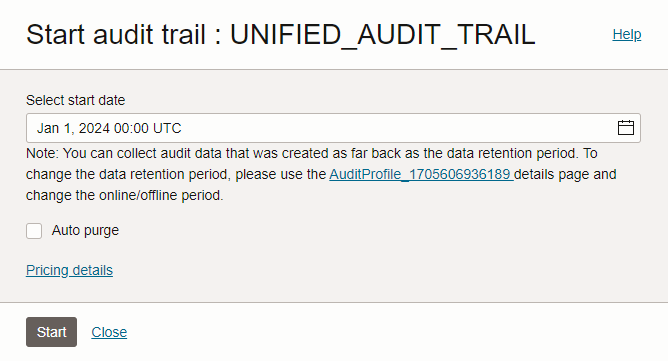 Start audit trail : UNIFIED_AUDIT_TRAIL
Help
Select start date
Jan 1, 2024 00:00 UTC
Note: You can collect audit data that was created as far back as the data retention period. To
change the data retention period, please use the AuditProfile_1705606936189 details page and
change the online/offline period.
Auto purge
Pricing details
Start
Close